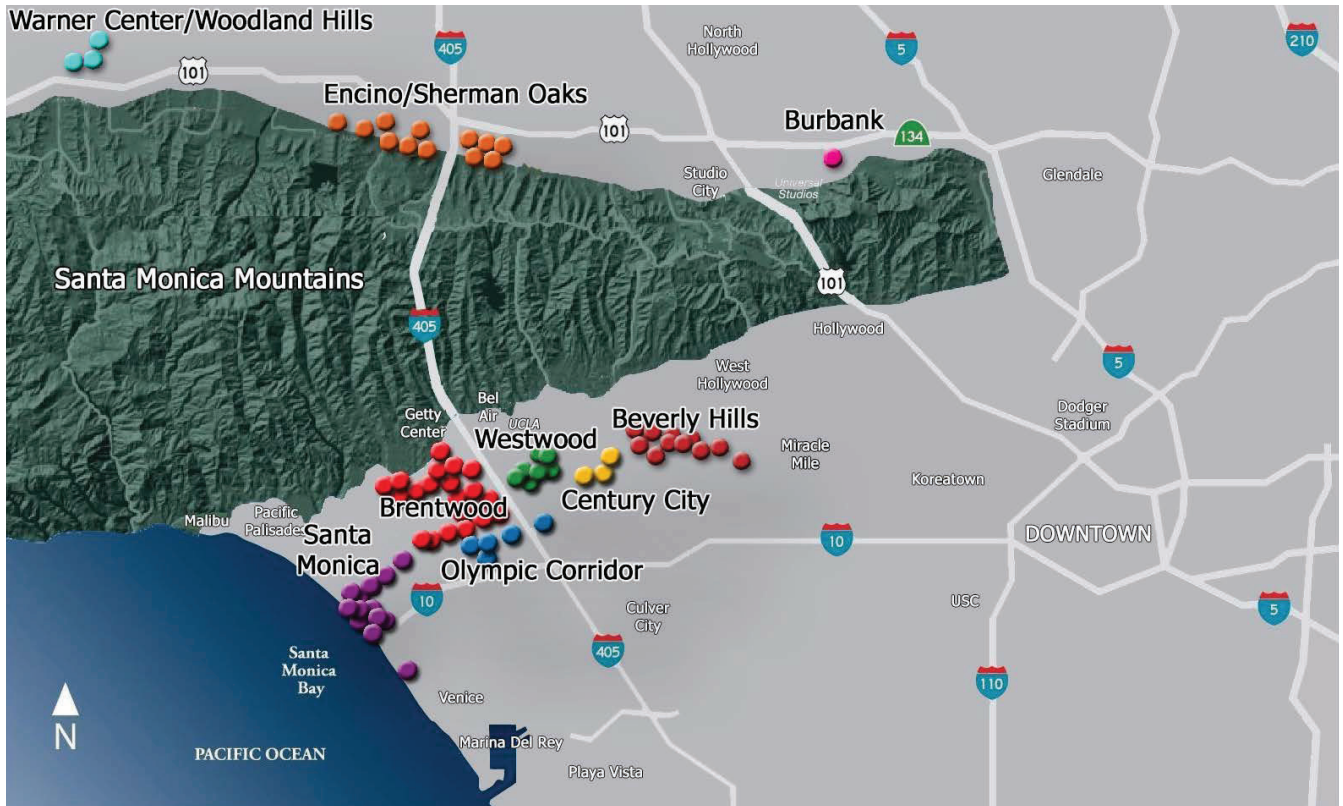 Warner Center/Woodland Hills
405
North
Hollywood
5
210
101
Encino/Sherman Oaks
101
Burbank
134
Studio
City
Universal
Studios
Glendale
Santa Monica Mountains
101
405
Hollywood
5
West
Hollywood
Bel
Air
Getty
Center
UCLA
Beverly Hills
Dodger
Stadium
Westwood
Miracle
Mile
Koreatown
Brentwood
Century City
Malibu
Pacific
Palisades
Santa
Monica
10
DOWNTOWN
Olympic Corridor
10
Culver
City
USC
5
405
Santa
Monica
Bay
110
Venice
N
PACIFIC OCEAN
Marina Del Rey
Playa Vista